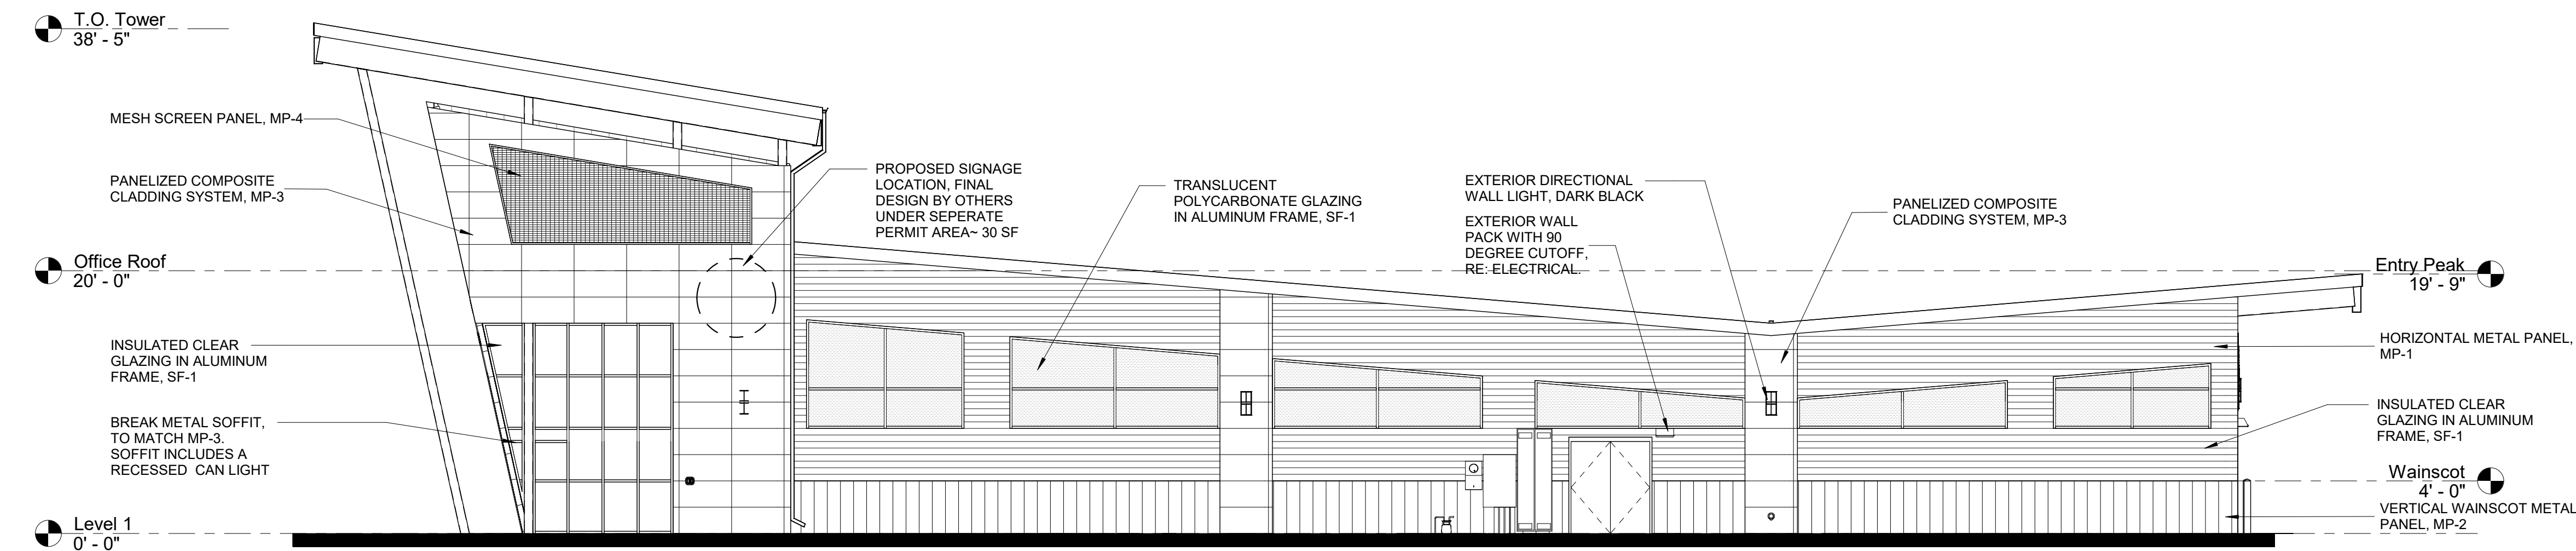 T.O. Tower
38' - 5"
MESH SCREEN PANEL, MP-4
PANELIZED COMPOSITE
CLADDING SYSTEM, MP-3
Office Roof
20' - 0"
INSULATED CLEAR
GLAZING IN ALUMINUM
FRAME, SF-1
BREAK METAL SOFFIT,
TO MATCH MP-3.
SOFFIT INCLUDES A
RECESSED CAN LIGHT
Level 1
0' - 0"
PROPOSED SIGNAGE
LOCATION, FINAL
DESIGN BY OTHERS
UNDER SEPERATE
PERMIT AREA~ 30 SF
TRANSLUCENT
POLYCARBONATE GLAZING
IN ALUMINUM FRAME, SF-1
EXTERIOR DIRECTIONAL
WALL LIGHT, DARK BLACK
EXTERIOR WALL
PACK WITH 90
DEGREE CUTOFF,
RE: ELECTRICAL.
PANELIZED COMPOSITE
CLADDING SYSTEM, MP-3
Entry Peak
19' - 9"
HORIZONTAL METAL PANEL,
MP-1
INSULATED CLEAR
GLAZING IN ALUMINUM
FRAME, SF-1
Wainscot
4' - 0"
VERTICAL WAINSCOT METAL
PANEL, MP-2